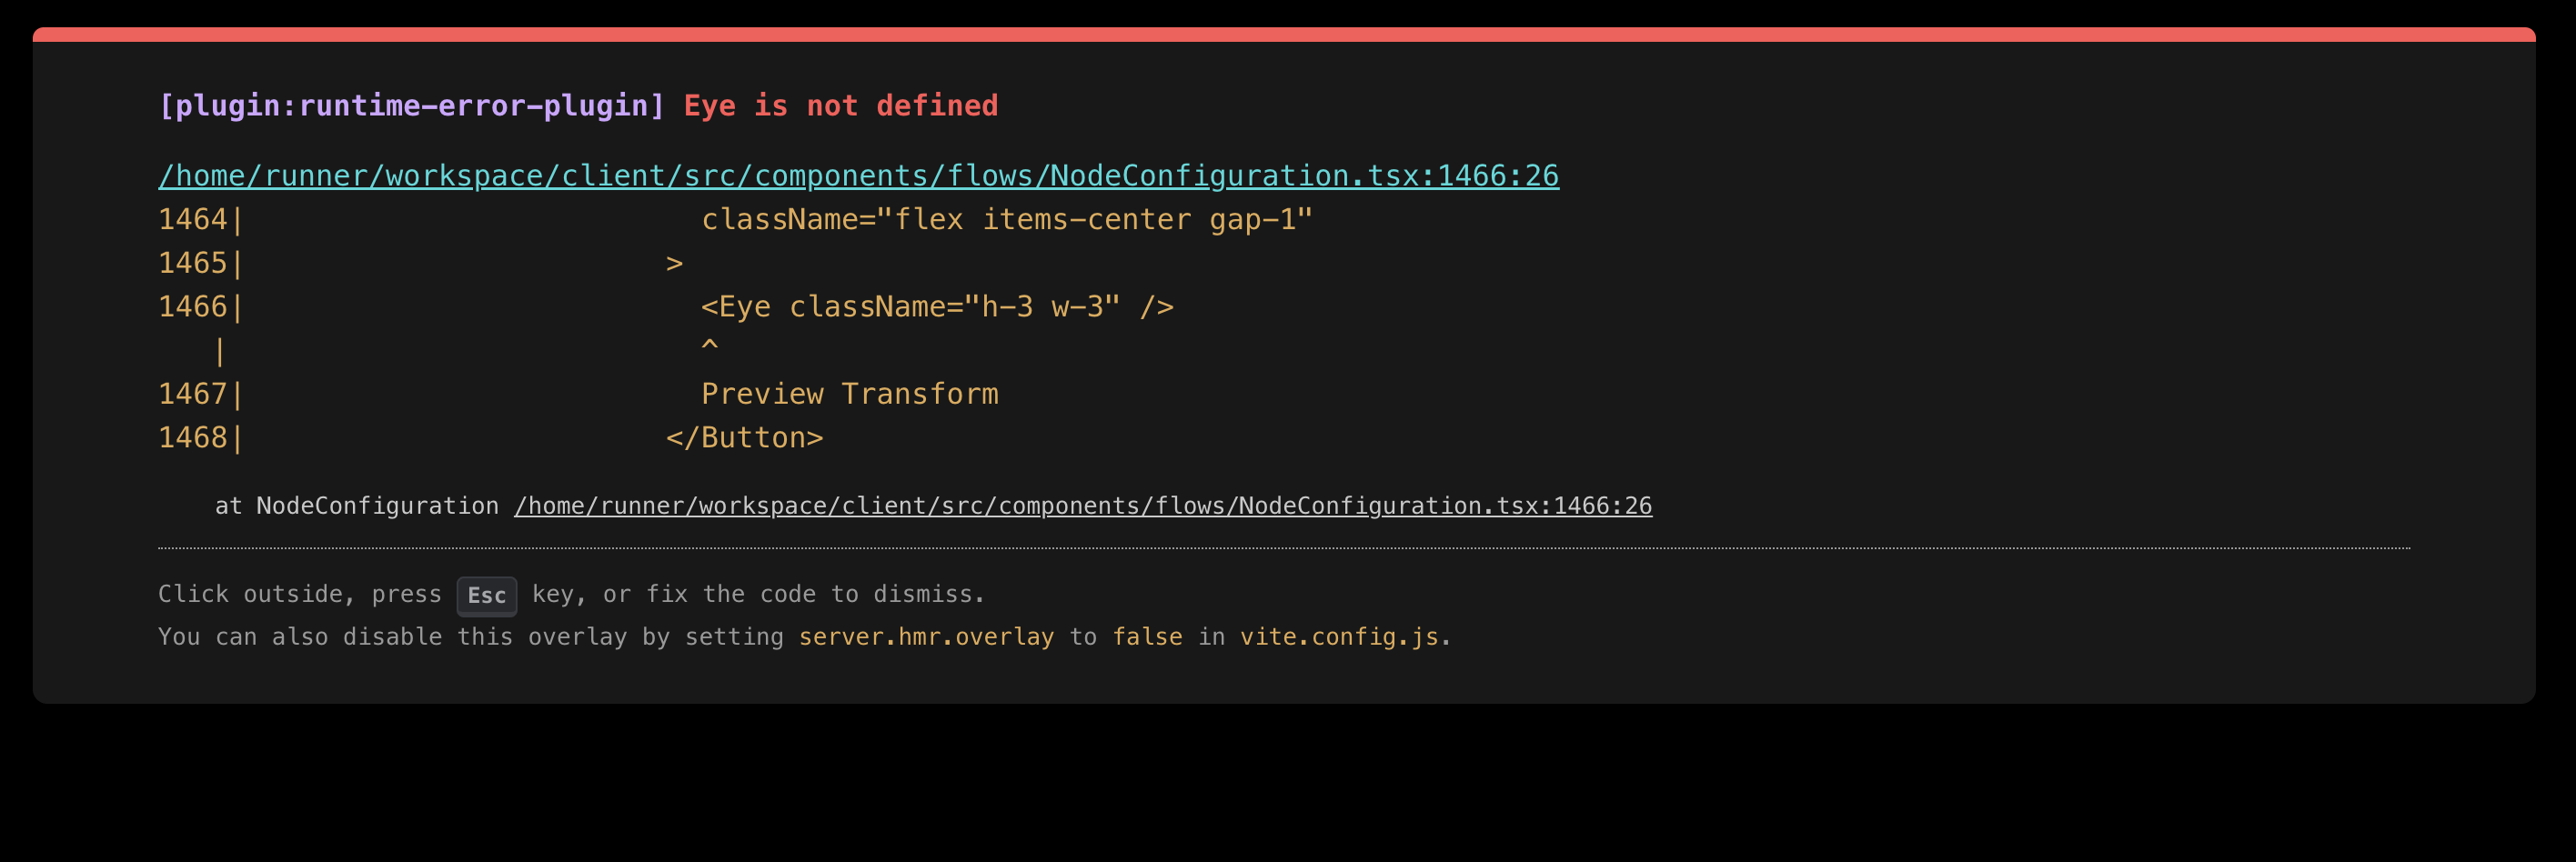 [plugin:runtime-error-plugin] Eye is not defined
/home/runner/workspace/client/src/components/flows/NodeConfiguration.tsx:1466:26
1464|                          className="flex items-center gap-1"
1465|                        >
1466|                          <Eye className="h-3 w-3" />
   |                          ^
1467|                          Preview Transform
1468|                        </Button>
at NodeConfiguration /home/runner/workspace/client/src/components/flows/NodeConfiguration.tsx:1466:26
Click outside, press Esc key, or fix the code to dismiss.
You can also disable this overlay by setting server.hmr.overlay to false in vite.config.js.